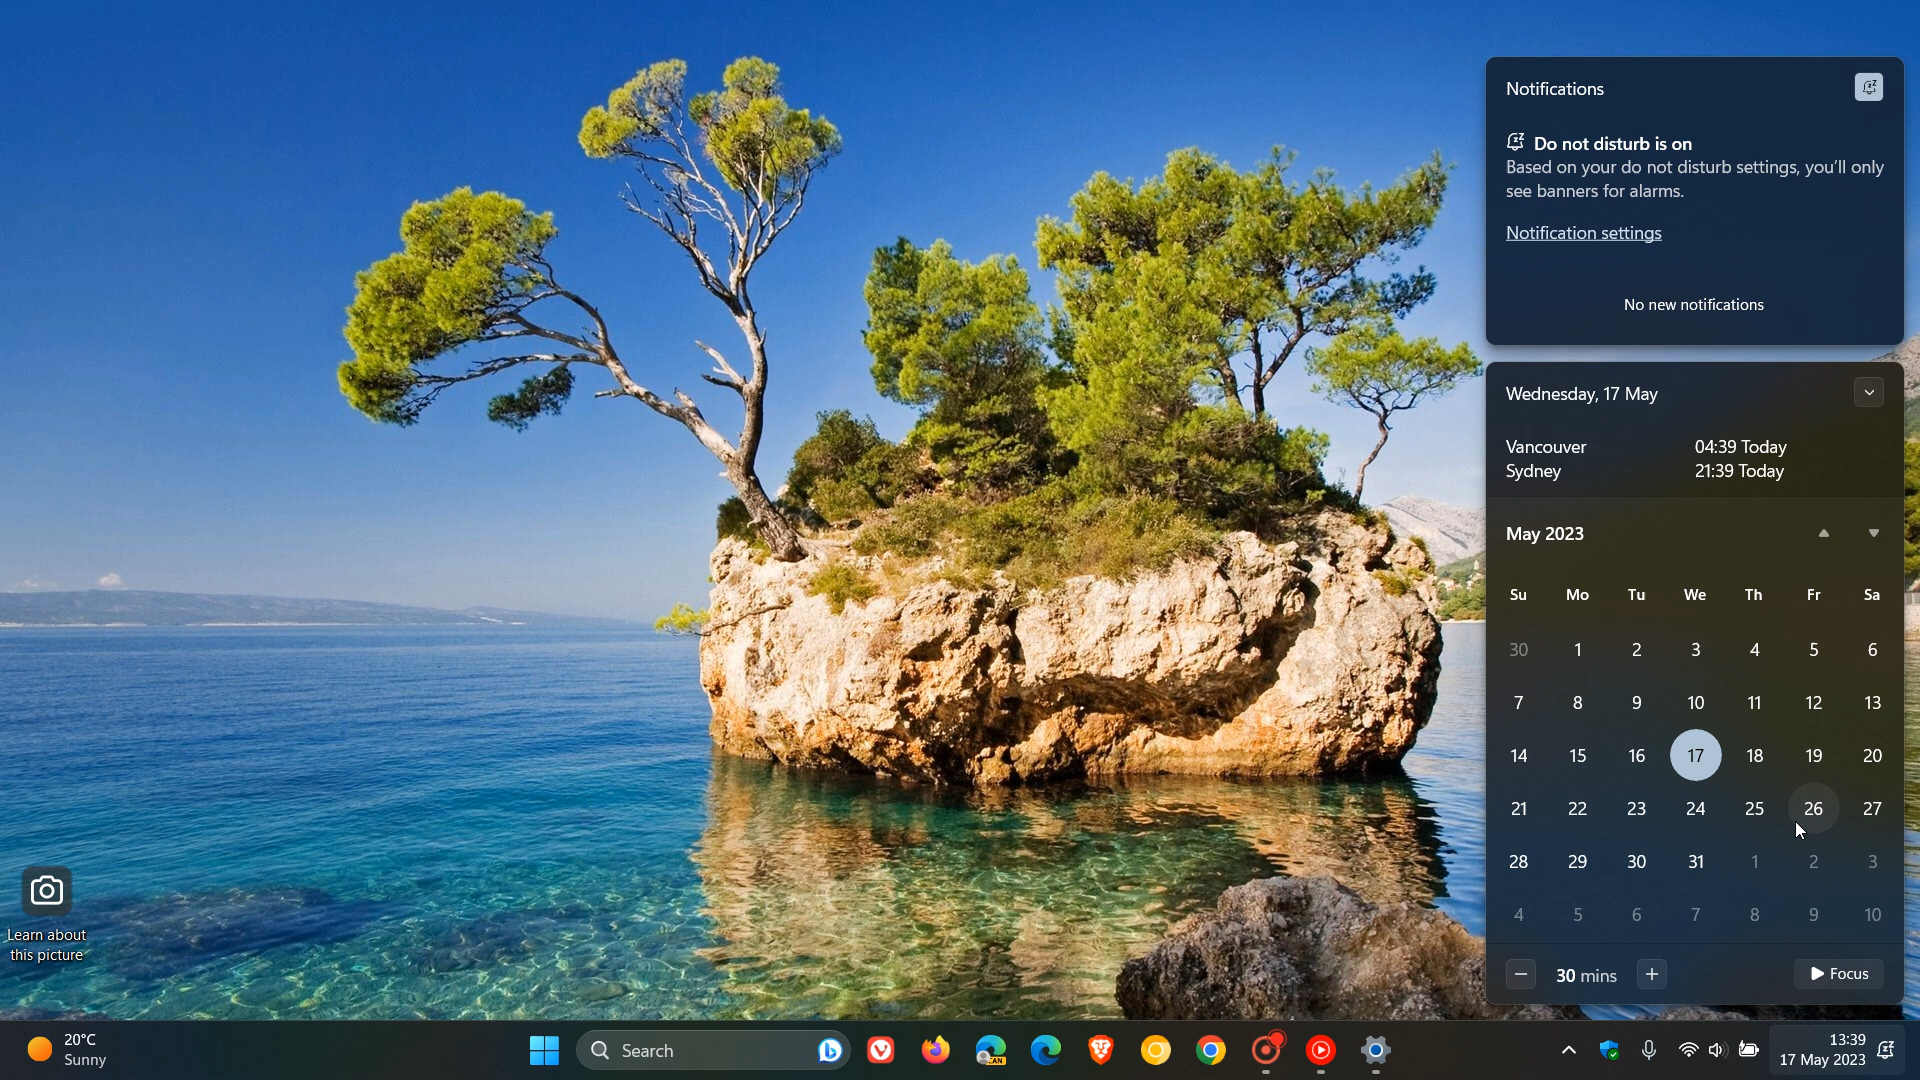 Notifications
Do not disturb is on
Based on your do not disturb settings, you'll only
see banners for alarms.
Notification settings
No new notifications
Wednesday, 17 May
Vancouver 04:39 Today
Sydney 21:39 Today
May 2023
Su Mo Tu We Th Fr Sa
30 1 2 3 4 5 6
7 8 9 10 11 12 13
14 15 16 17 18 19 20
21 22 23 24 25 26 27
28 29 30 31 1 2 3
4 5 6 7 8 9 10
30 mins Focus
Learn about
this picture
20°C
Sunny
Search
CAN
13:39
17 May 2023